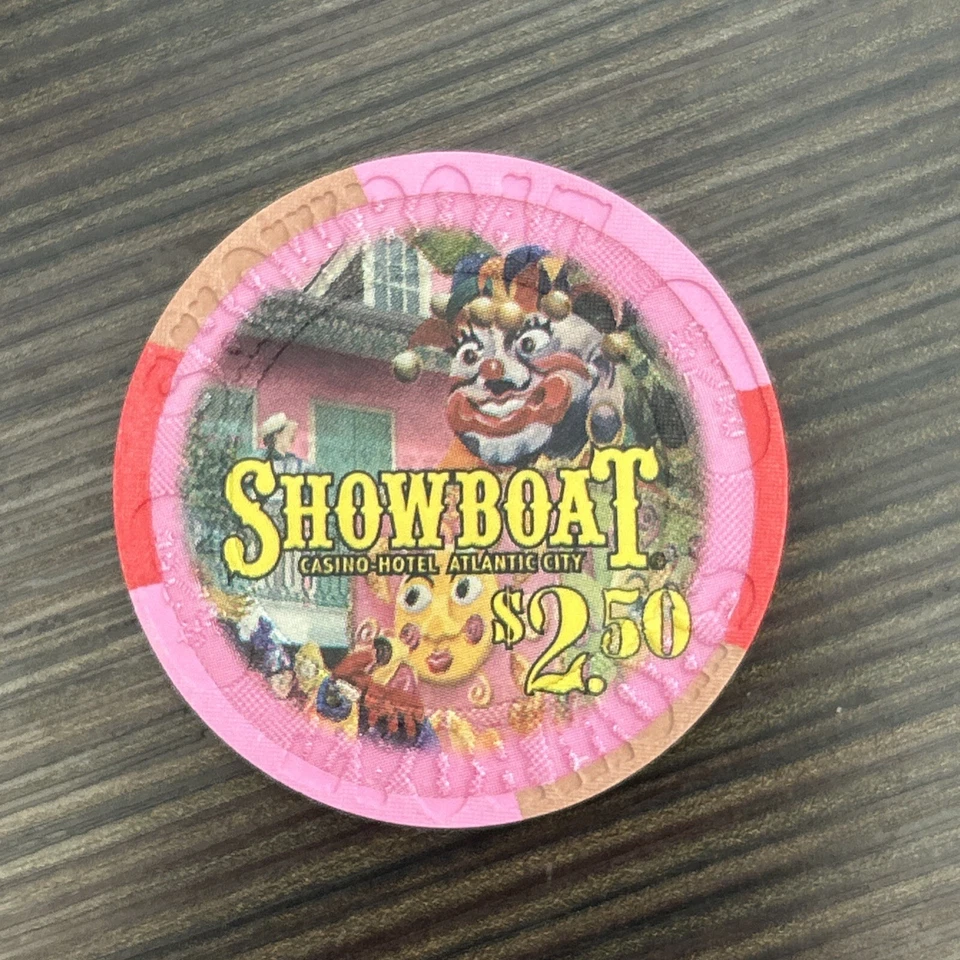 SHOWBOAT
CASINO-HOTEL ATLANTIC CITY
$2.50